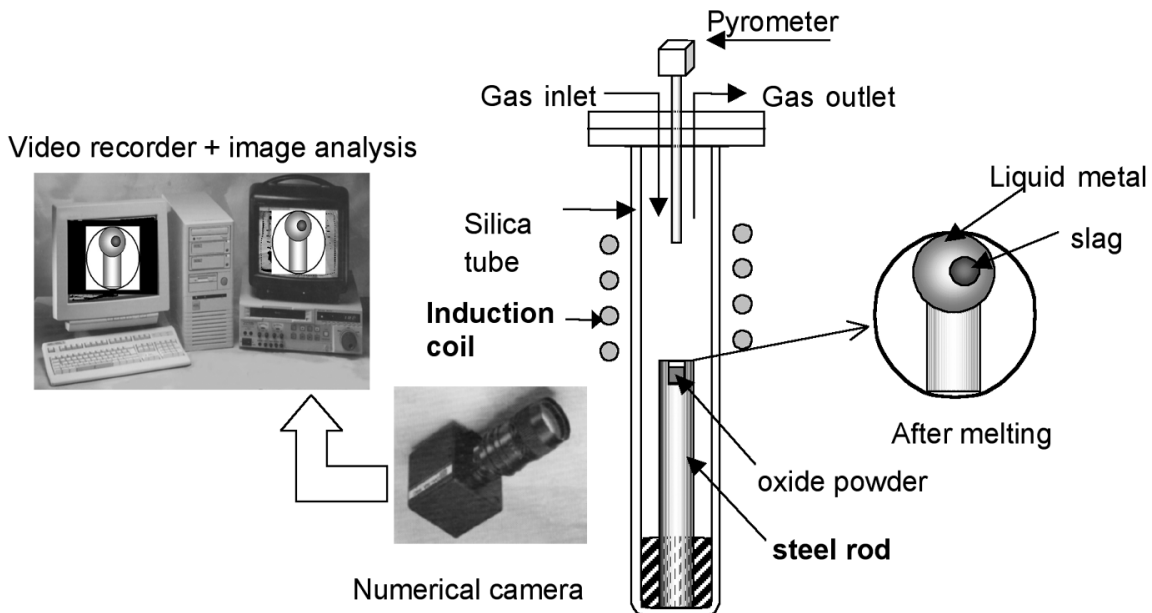 Pyrometer
Gas inlet
Gas outlet
Video recorder + image analysis
Silica
tube
Induction
coil
Liquid metal
slag
After melting
oxide powder
steel rod
Numerical camera